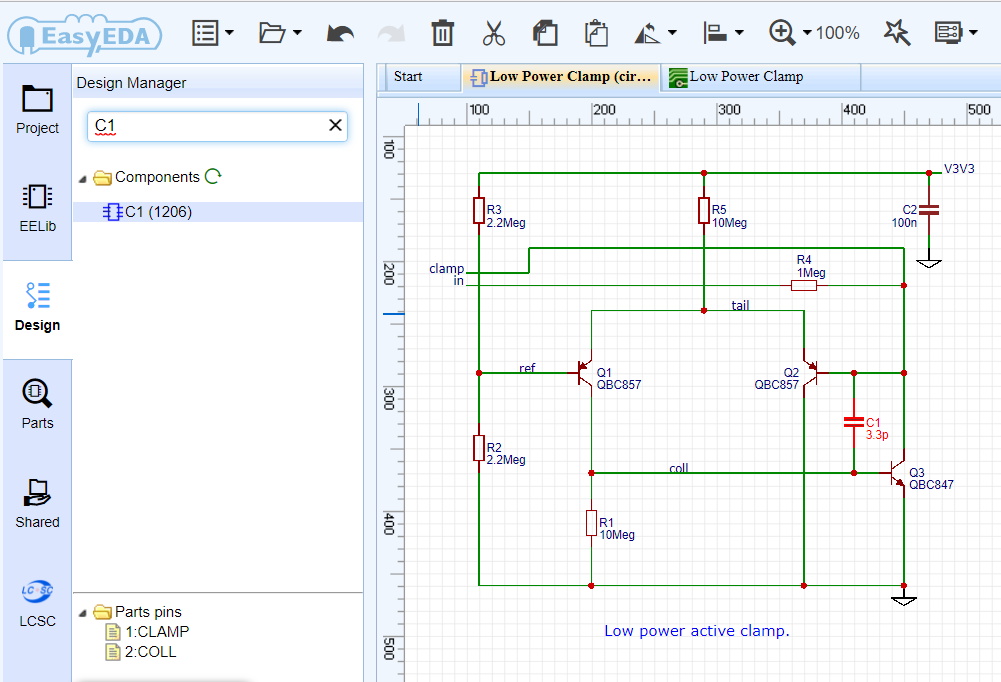 EasyEDA
100%
Project
EELib
Design
Parts
Shared
LCSC
LCSC
Design Manager
C1
Components
C1 (1206)
Parts pins
1:CLAMP
2:COLL
Start
Low Power Clamp (cir...
Low Power Clamp
100
200
300
400
500
100
200
300
400
500
V3V3
R3
2.2Meg
R5
10Meg
C2
100n
clamp
in
R4
1Meg
tail
ref
Q1
QBC857
Q2
QBC857
C1
3.3p
R2
2.2Meg
coll
Q3
QBC847
R1
10Meg
Low power active clamp.